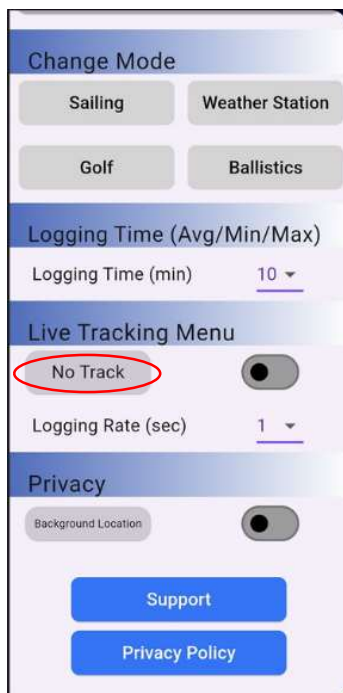 Change Mode
Sailing
Weather Station
Golf
Ballistics
Logging Time (Avg/Min/Max)
Logging Time (min)
10
Live Tracking Menu
No Track
Logging Rate (sec)
1
Privacy
Background Location
Support
Privacy Policy